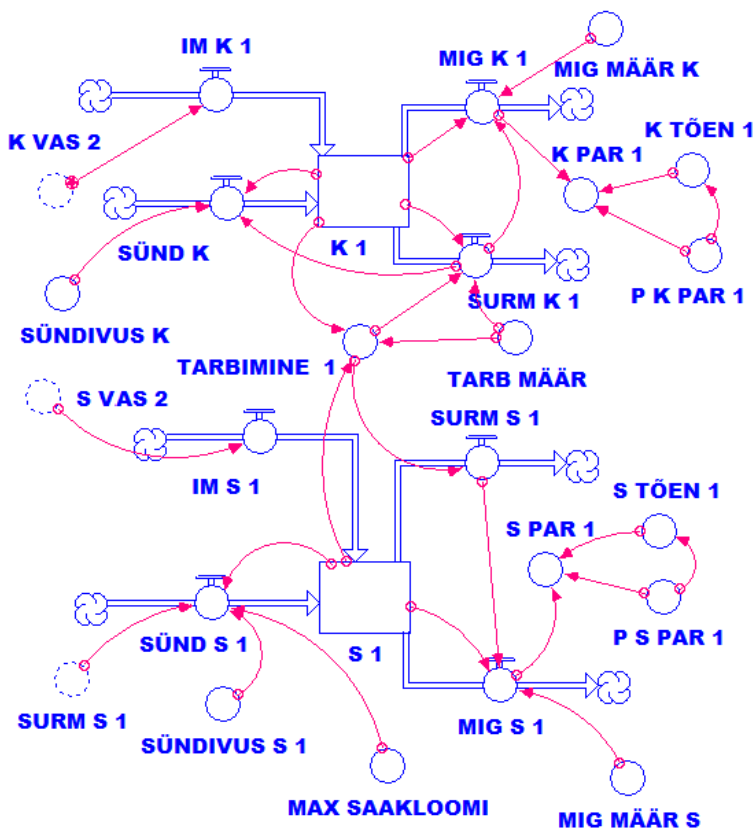 IM K 1
MIG K 1
MIG MÄÄR K
K VAS 2
K PAR 1
K TÕEN 1
SÜND K
K 1
SURM K 1
P K PAR 1
SÜNDIVUS K
TARBIMINE 1
TARB MÄÄR
S VAS 2
SURM S 1
IM S 1
S TÕEN 1
S PAR 1
SÜND S 1
S 1
P S PAR 1
SURM S 1
SÜNDIVUS S 1
MIG S 1
MAX SAAKLOOMI
MIG MÄÄR S